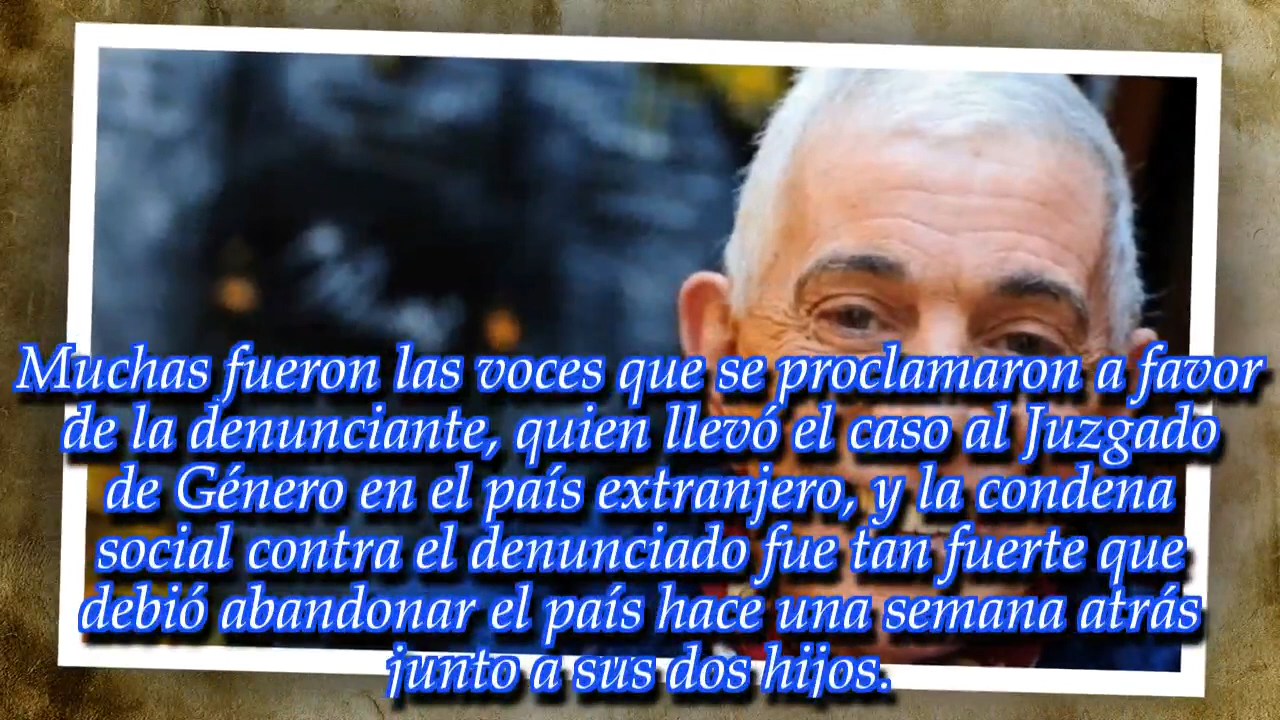 Muchas fueron las voces que se proclamaron a favor
de la denunciante, quien llevó el caso al Juzgado
de Género en el país extranjero, y la condena
social contra el denunciado fue tan fuerte que
debió abandonar el país hace una semana atrás
junto a sus dos hijos.